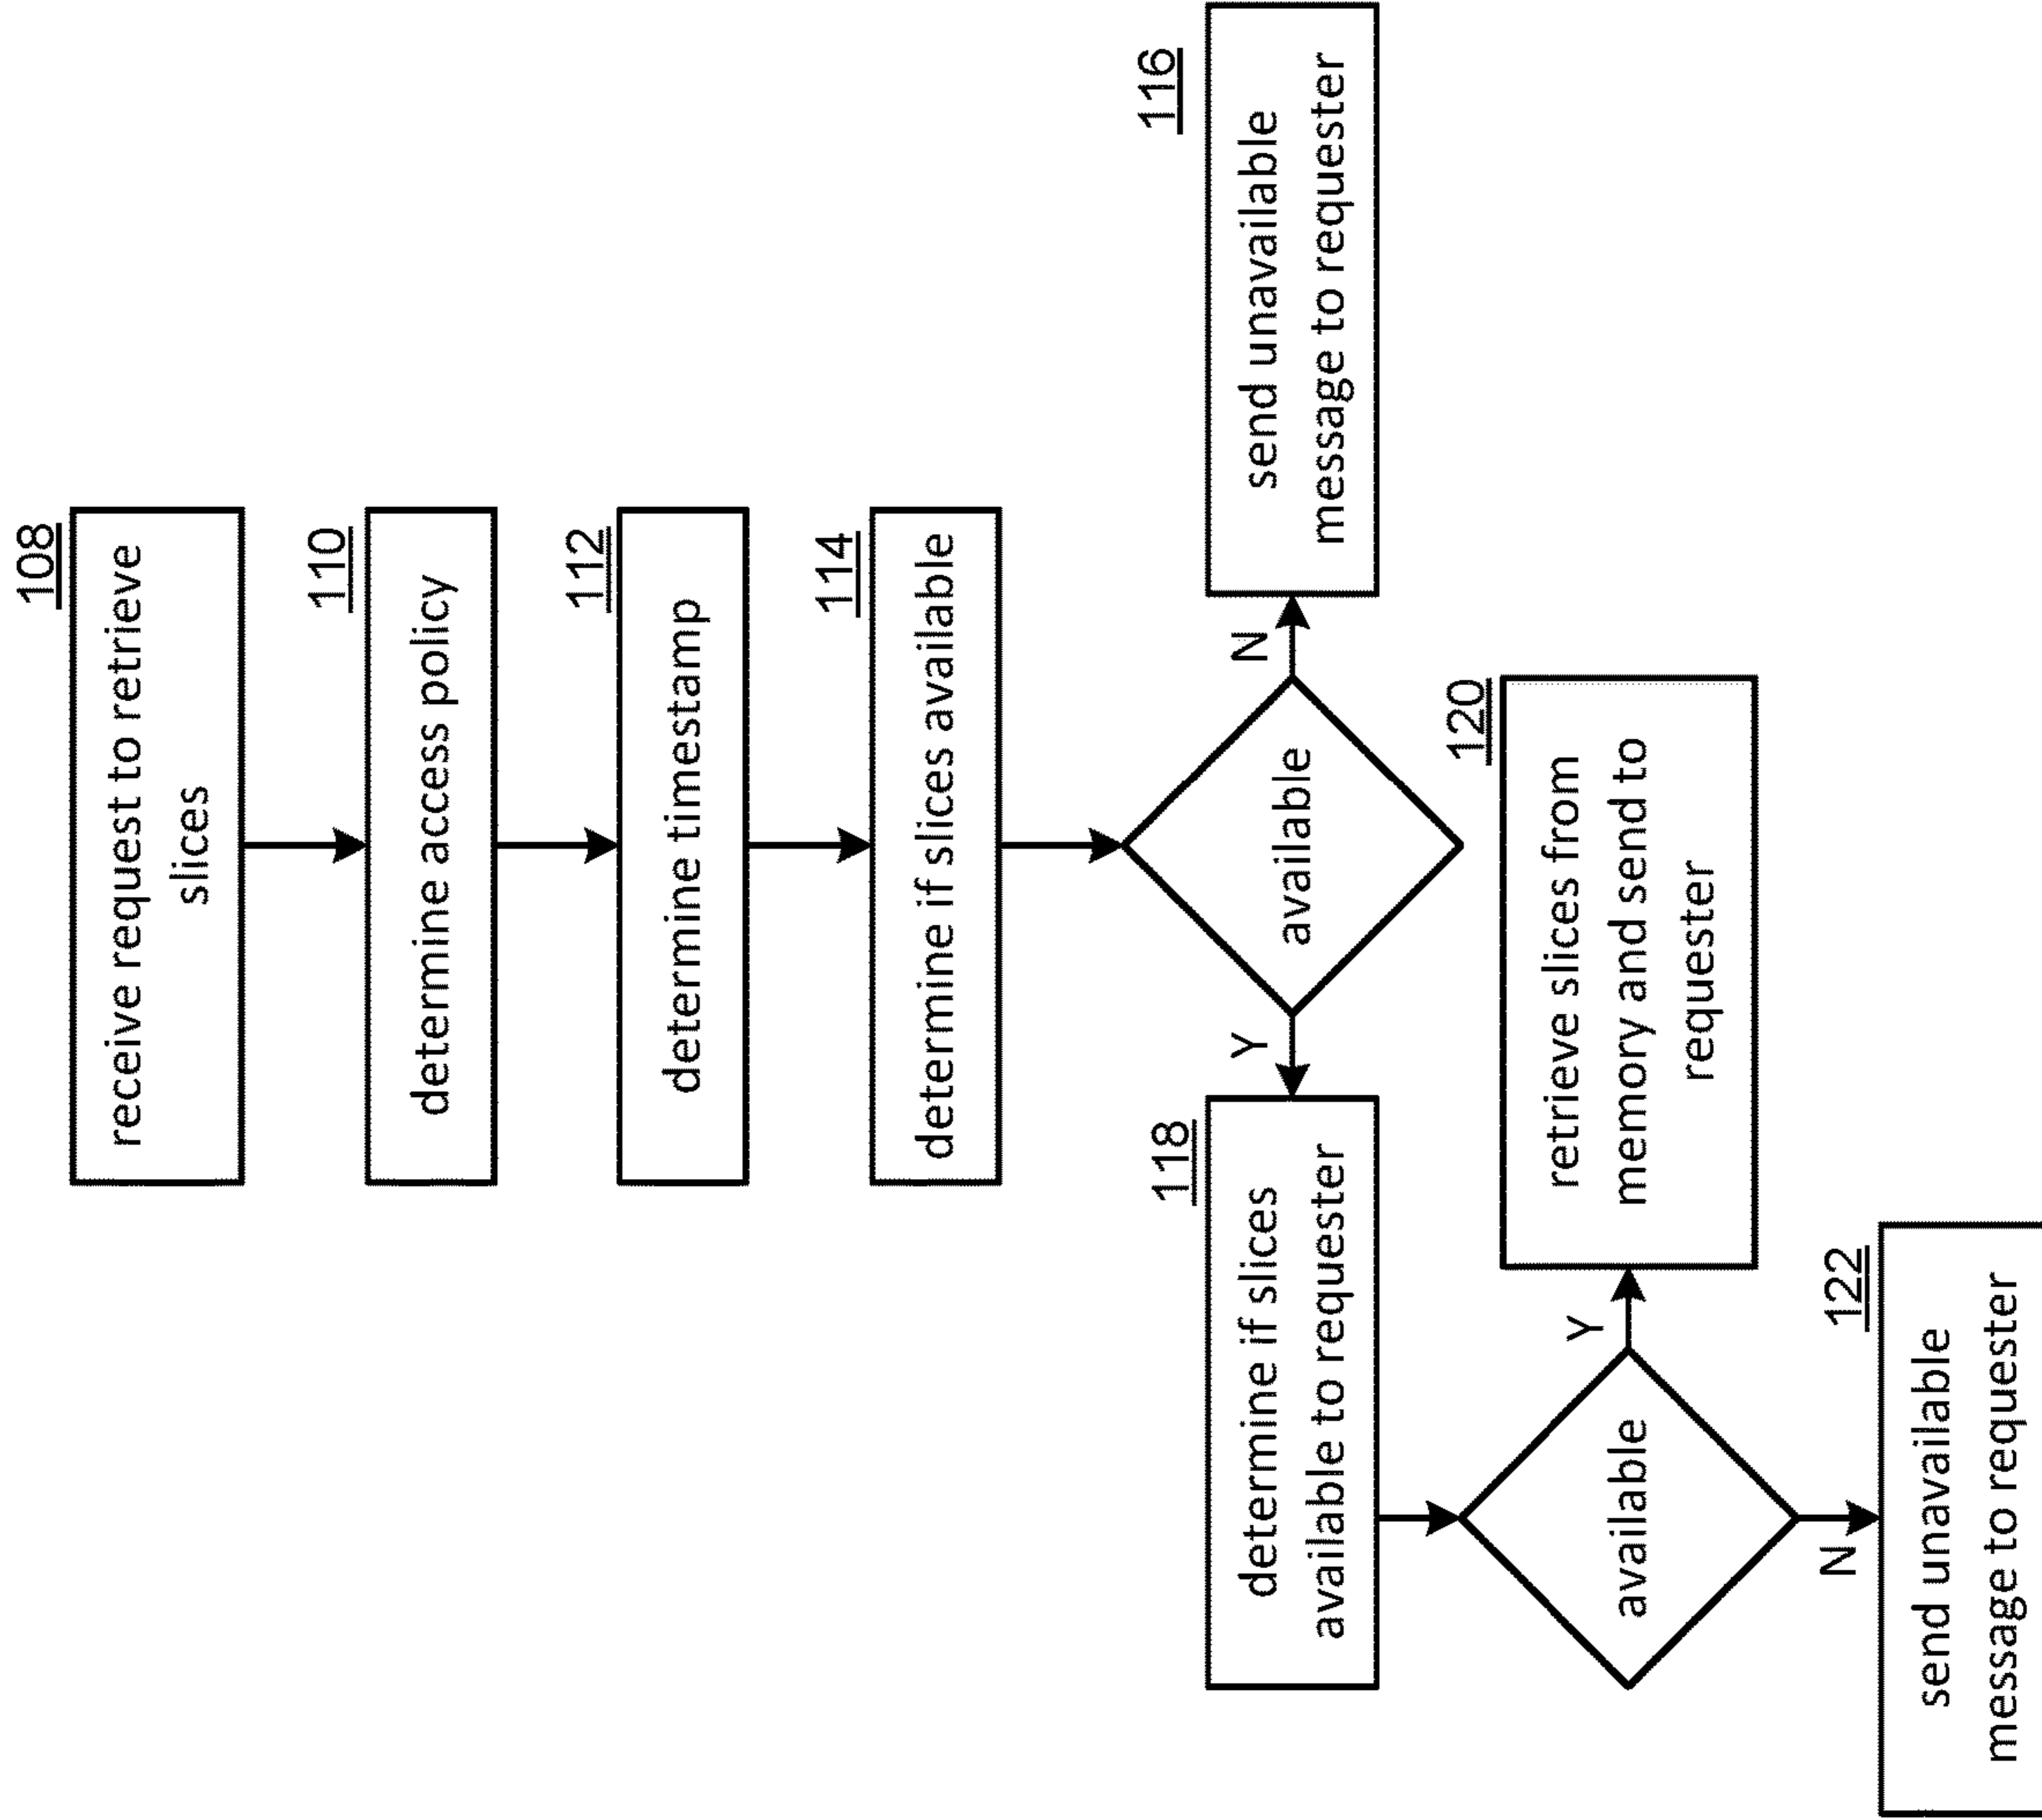 108
receive request to retrieve
slices
110
determine access policy
112
determine timestamp
114
determine if slices available
available
Y
N
116
send unavailable
message to requester
118
determine if slices
available to requester
available
Y
N
120
retrieve slices from
memory and send to
requester
122
send unavailable
message to requester